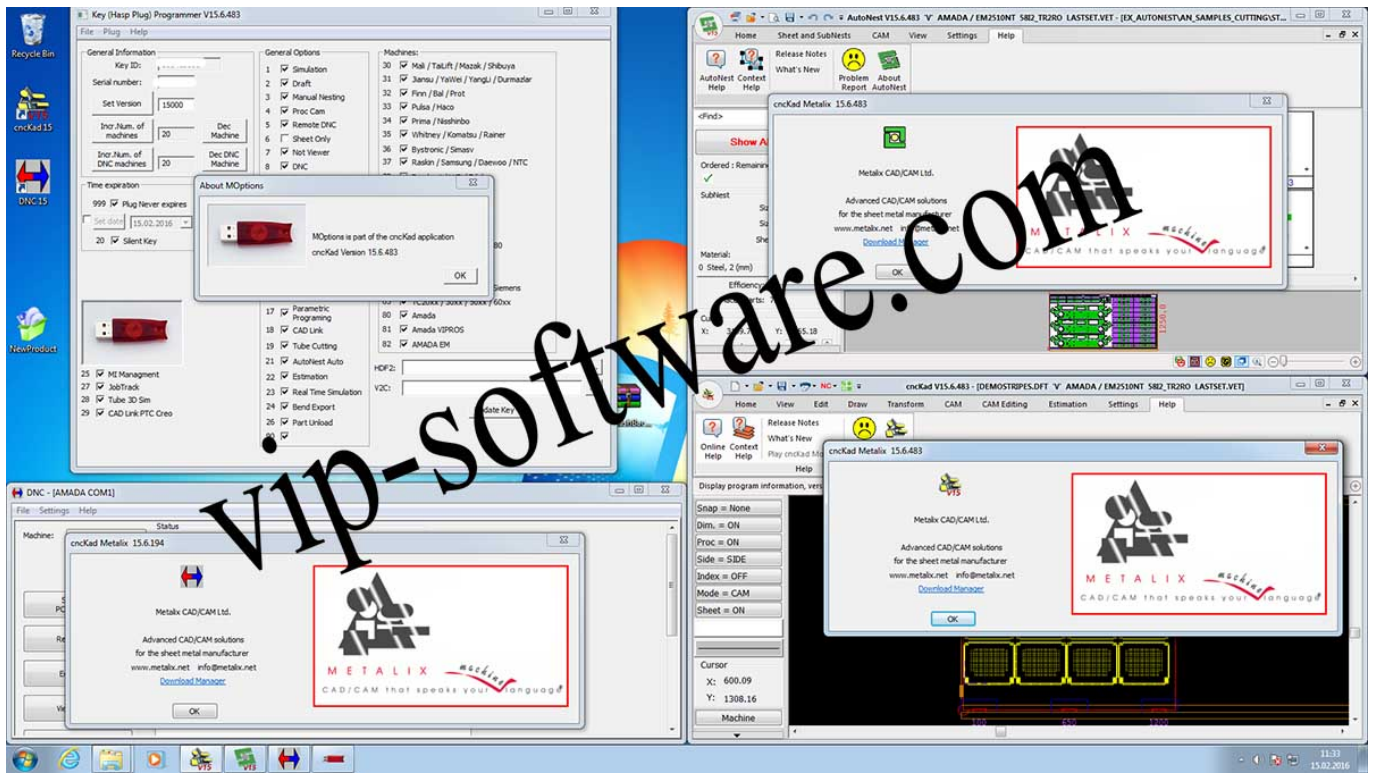 Recycle Bin
cncKad 15
DNC 15
NewProduct
Key (Hasp Plug) Programmer V15.6.483
File Plug Help
General Information
Key ID:
Serial number:
Set Version 15000
Incr.Num. of machines 20 Dec Machine
Incr.Num. of DNC machines 20 Dec DNC Machine
Time expiration
999 Plug Never expires
Set date 15.02.2016
20 Silent Key
25 MI Managment
27 JobTrack
28 Tube 3D Sim
29 CAD Link PTC Creo
General Options
1 Simulation
2 Draft
3 Manual Nesting
4 Proc Cam
5 Remote DNC
6 Sheet Only
7 Not Viewer
8 DNC
17 Parametric Programing
18 CAD Link
19 Tube Cutting
21 AutoNest Auto
22 Estimation
23 Real Time Simulation
24 Bend Export
26 Part Unload
Machines:
30 Mali / TaiLift / Mazak / Shibuya
31 Jiansu / YaWei / YangLi / Durmazlar
32 Finn / Bal / Prot
33 Pulsa / Haco
34 Prima / Nisshinbo
35 Whitney / Komatsu / Rainer
36 Bystronic / Simasv
37 Raskin / Samsung / Daewoo / NTC
80
Siemens
80 Amada
81 Amada VIPROS
82 AMADA EM
HDF2:
V2C:
About MOptions
MOptions is part of the cncKad application
cncKad Version 15.6.483
OK
AutoNest V15.6.483 'V' AMADA / EM2510NT 58I2_TR2RO LASTSET.VET - [EX_AUTONEST\AN_SAMPLES_CUTTING\ST...
Home Sheet and SubNests CAM View Settings Help
AutoNest Help
Context Help
Release Notes
What's New
Problem Report
About AutoNest
<Find>
Ordered : Remainin
SubNest
Material:
0 Steel, 2 (mm)
1250.0
cncKad Metalix 15.6.483
Metalix CAD/CAM Ltd.
Advanced CAD/CAM solutions
for the sheet metal manufacturer
www.metalix.net
Download Manager
OK
METALIX machine
CAD/CAM that speaks your language
cncKad V15.6.483 - [DEMOSTRIPES.DFT 'V' AMADA / EM2510NT 58I2_TR2RO LASTSET.VET]
Home View Edit Draw Transform CAM CAM Editing Estimation Settings Help
Online Help
Context Help
Release Notes
What's New
Help
Display program information, vers
Snap = None
Dim. = ON
Proc = ON
Side = SIDE
Index = OFF
Mode = CAM
Sheet = ON
Cursor
X: 600.09
Y: 1308.16
Machine
100 650 1200
cncKad Metalix 15.6.483
Metalix CAD/CAM Ltd.
Advanced CAD/CAM solutions
for the sheet metal manufacturer
www.metalix.net info@metalix.net
Download Manager
OK
METALIX machine
CAD/CAM that speaks your language
DNC - [AMADA COM1]
File Settings Help
Machine:
Status
cncKad Metalix 15.6.194
Metalix CAD/CAM Ltd.
Advanced CAD/CAM solutions
for the sheet metal manufacturer
www.metalix.net info@metalix.net
Download Manager
OK
METALIX machine
CAD/CAM that speaks your language
vip-software.com
11:33
15.02.2016